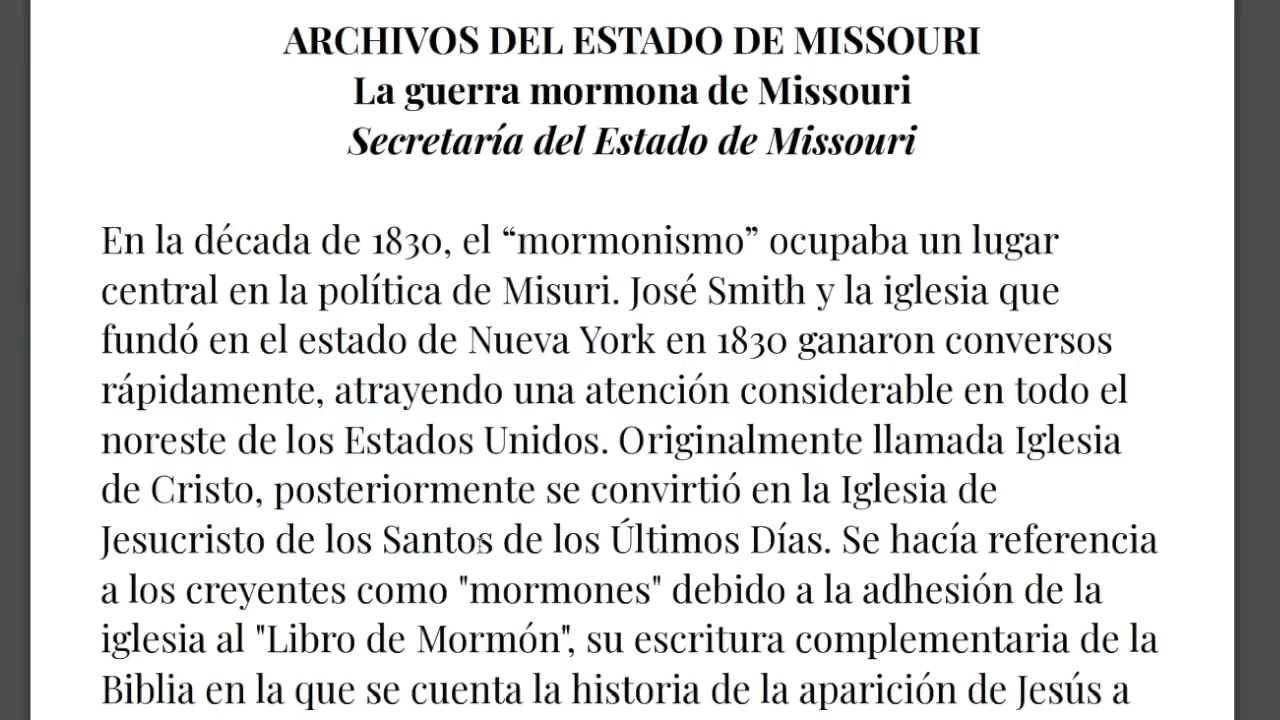 ARCHIVOS DEL ESTADO DE MISSOURI
La guerra mormona de Missouri
Secretaría del Estado de Missouri
En la década de 1830, el “mormonismo” ocupaba un lugar
central en la política de Misuri. José Smith y la iglesia que
fundó en el estado de Nueva York en 1830 ganaron conversos
rápidamente, atrayendo una atención considerable en todo el
noreste de los Estados Unidos. Originalmente llamada Iglesia
de Cristo, posteriormente se convirtió en la Iglesia de
Jesucristo de los Santos de los Últimos Días. Se hacía referencia
a los creyentes como "mormones" debido a la adhesión de la
iglesia al "Libro de Mormón", su escritura complementaria de la
Biblia en la que se cuenta la historia de la aparición de Jesús a